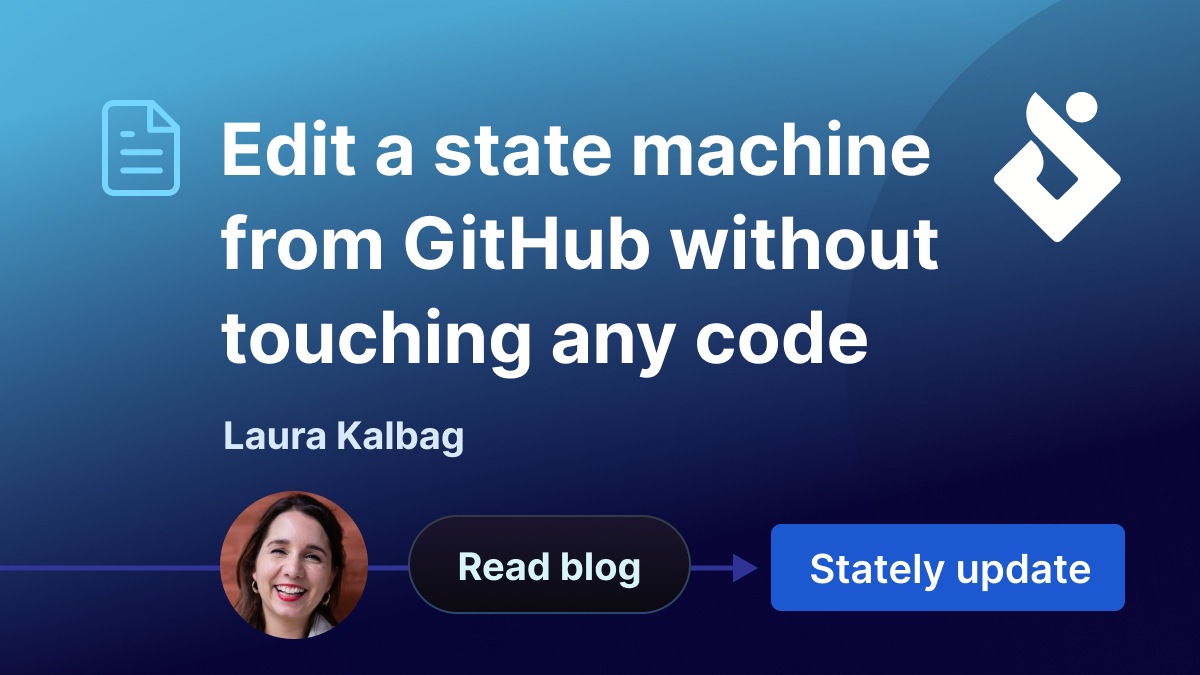 Edit a state machine
from GitHub without
touching any code
Laura Kalbag
Read blog
Stately update